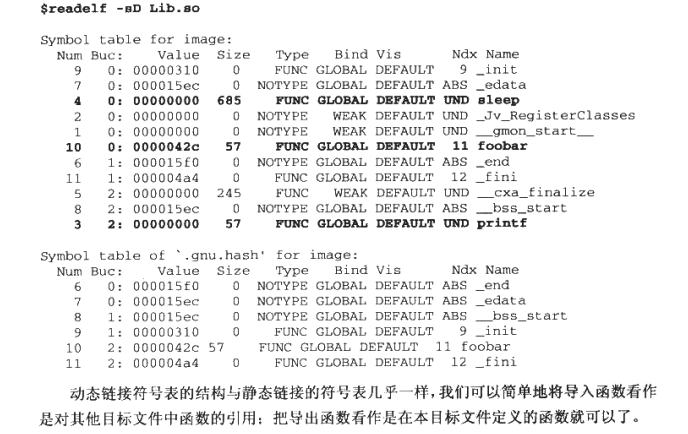 $readelf -sD Lib.so
Symbol table for image:
Num Buc: Value Size Type Bind Vis Ndx Name
9 0: 00000310 0 FUNC GLOBAL DEFAULT 9 _init
7 0: 000015ec 0 NOTYPE GLOBAL DEFAULT ABS _edata
4 0: 00000000 685 FUNC GLOBAL DEFAULT UND sleep
2 0: 00000000 0 NOTYPE WEAK DEFAULT UND _Jv_RegisterClasses
1 0: 00000000 0 NOTYPE WEAK DEFAULT UND __gmon_start__
10 0: 0000042c 57 FUNC GLOBAL DEFAULT 11 foobar
6 1: 000015f0 0 NOTYPE GLOBAL DEFAULT ABS _end
11 1: 000004a4 0 FUNC GLOBAL DEFAULT 12 _fini
5 2: 00000000 245 FUNC WEAK DEFAULT UND __cxa_finalize
8 2: 000015ec 0 NOTYPE GLOBAL DEFAULT ABS __bss_start
3 2: 00000000 57 FUNC GLOBAL DEFAULT UND printf
Symbol table of `.gnu.hash' for image:
Num Buc: Value Size Type Bind Vis Ndx Name
6 0: 000015f0 0 NOTYPE GLOBAL DEFAULT ABS _end
7 0: 000015ec 0 NOTYPE GLOBAL DEFAULT ABS _edata
8 1: 000015ec 0 NOTYPE GLOBAL DEFAULT ABS __bss_start
9 1: 00000310 0 FUNC GLOBAL DEFAULT 9 _init
10 2: 0000042c 57 FUNC GLOBAL DEFAULT 11 foobar
11 2: 000004a4 0 FUNC GLOBAL DEFAULT 12 _fini
动态链接符号表的结构与静态链接的符号表几乎一样，我们可以简单地将导入函数看作
是对其他目标文件中函数的引用；把导出函数看作是在本目标文件定义的函数就可以了。